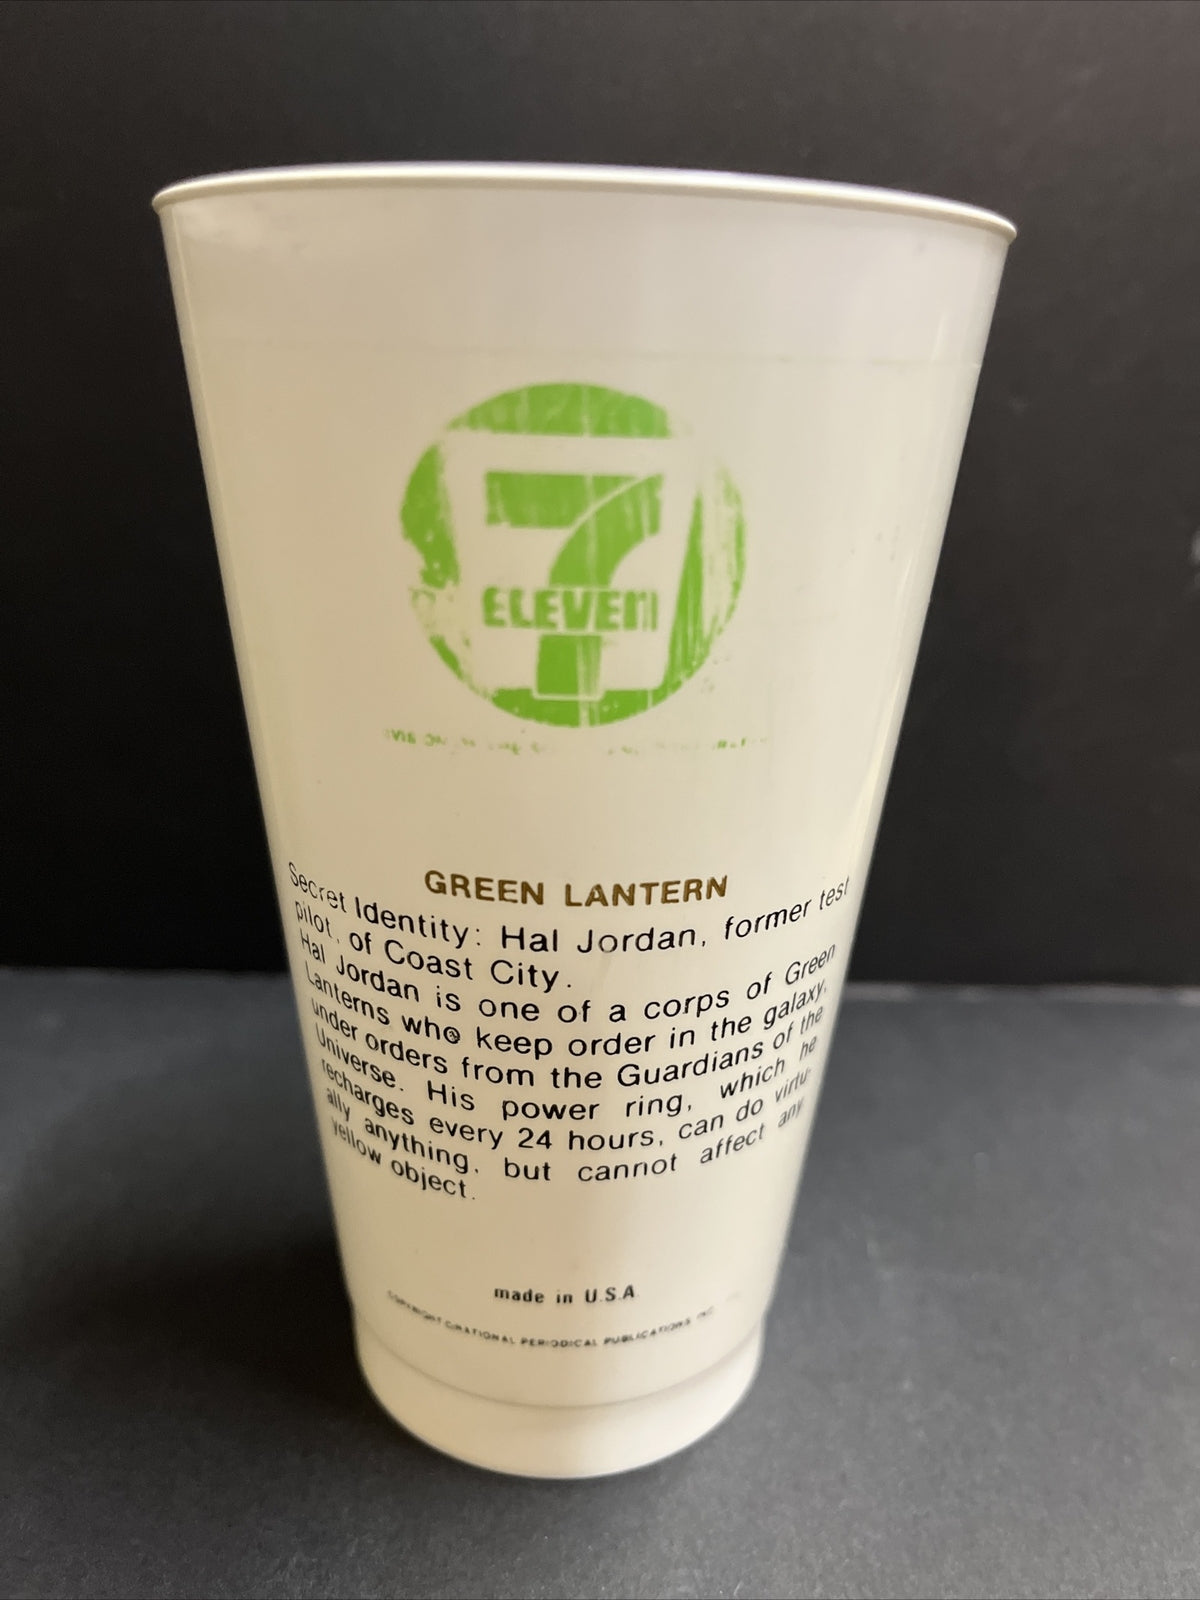 7
ELEVEn
GREEN LANTERN
Secret Identity: Hal Jordan, former test
pilot, of Coast City.
Hal Jordan is one of a corps of Green
Lanterns who keep order in the galaxy,
under orders from the Guardians of the
Universe. His power ring, which he
recharges every 24 hours, can do virtu-
ally anything, but cannot affect any
yellow object.
made in U.S.A.
COPYRIGHT © NATIONAL PERIODICAL PUBLICATIONS INC.